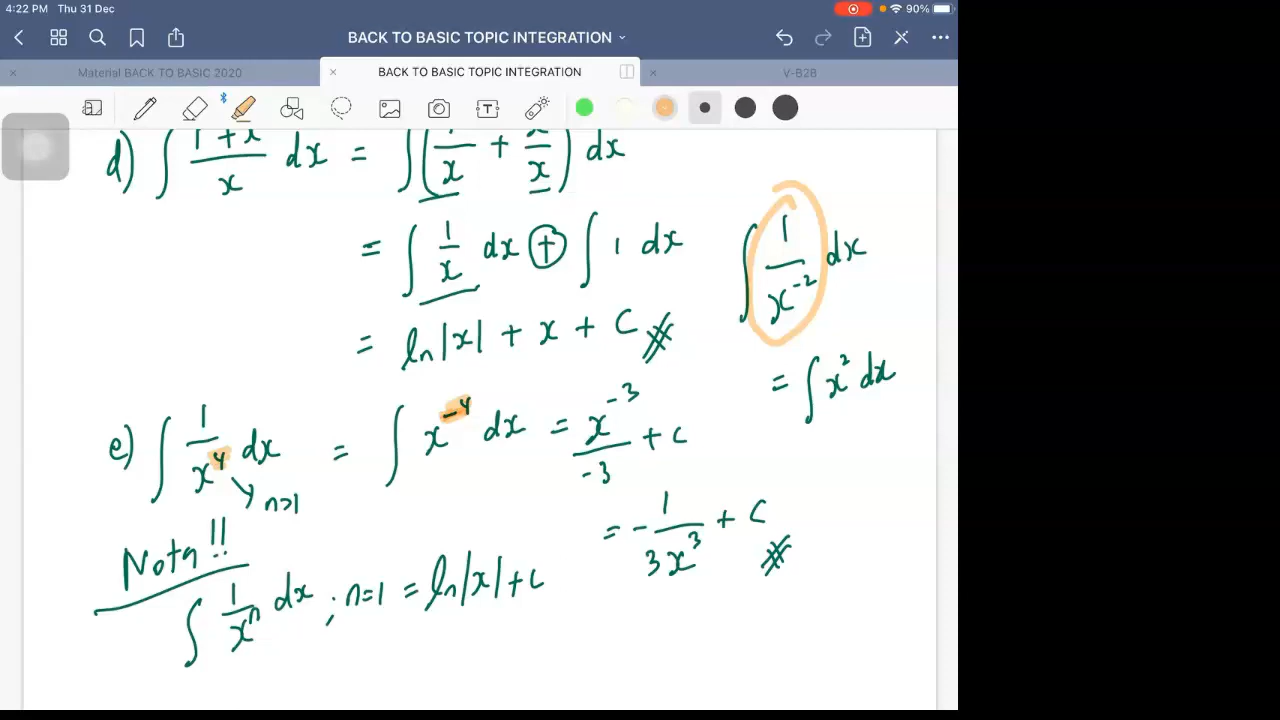 4:22 PM Thu 31 Dec 90%
BACK TO BASIC TOPIC INTEGRATION
Material BACK TO BASIC 2020 BACK TO BASIC TOPIC INTEGRATION V-B2B
d) ∫ (1+x)/x dx = ∫ (1/x + x/x) dx
= ∫ 1/x dx + ∫ 1 dx
= ln|x| + x + C
∫ 1/x⁻² dx
= ∫ x² dx
e) ∫ 1/x⁴ dx = ∫ x⁻⁴ dx = x⁻³/-3 + c
n>1
= - 1/3x³ + C
Nota!!
∫ 1/xⁿ dx ; n=1 = ln|x| + c